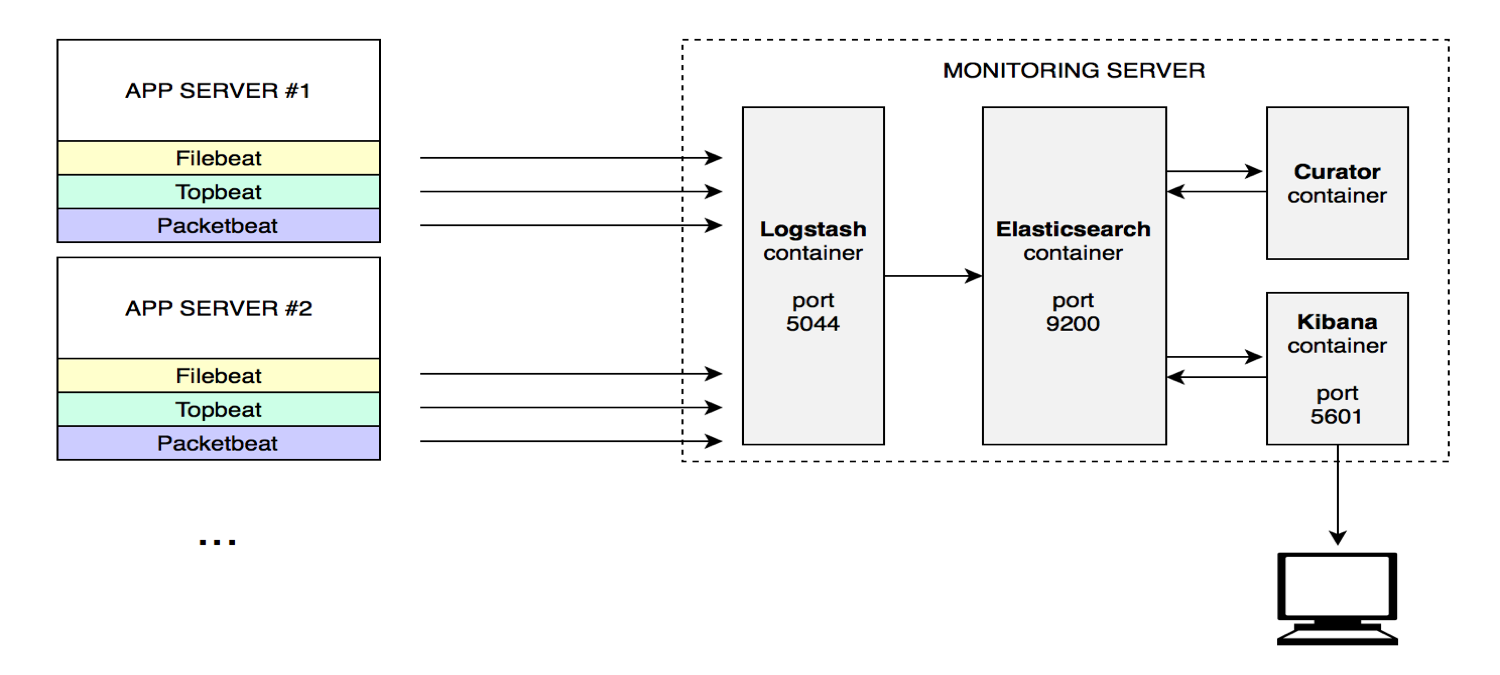 APP SERVER #1
Filebeat
Topbeat
Packetbeat
APP SERVER #2
Filebeat
Topbeat
Packetbeat
...
MONITORING SERVER
Logstash
container
port
5044
Elasticsearch
container
port
9200
Curator
container
Kibana
container
port
5601